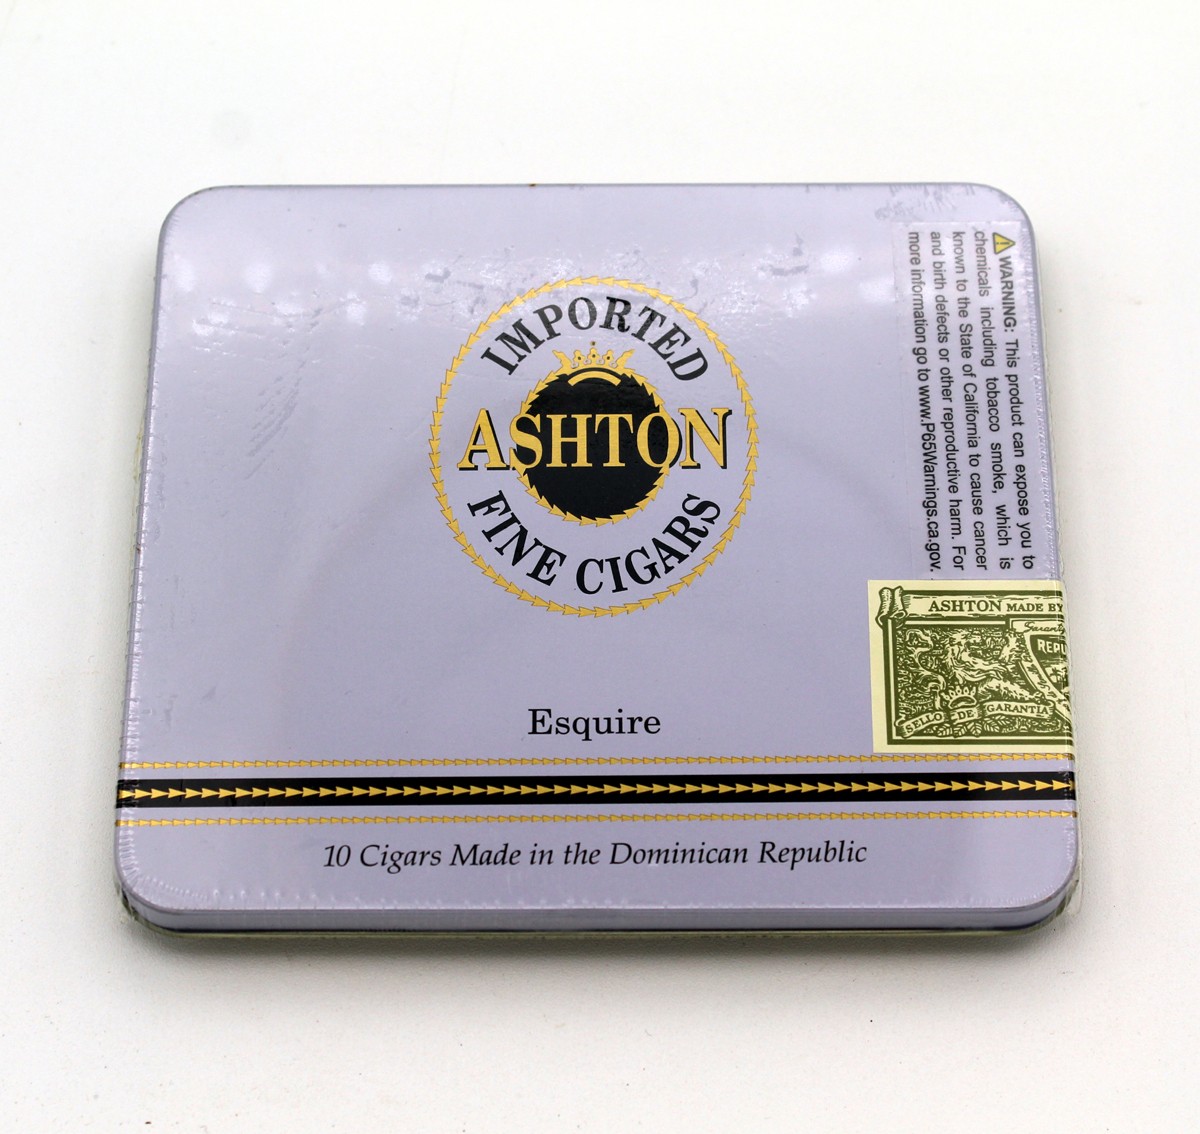 IMPORTED
ASHTON
FINE CIGARS
Esquire
10 Cigars Made in the Dominican Republic
WARNING: This product can expose you to
chemicals including tobacco smoke, which is
known to the State of California to cause cancer
and birth defects or other reproductive harm. For
more information go to www.P65Warnings.ca.gov.
ASHTON MADE BY
SELLO DE GARANTIA